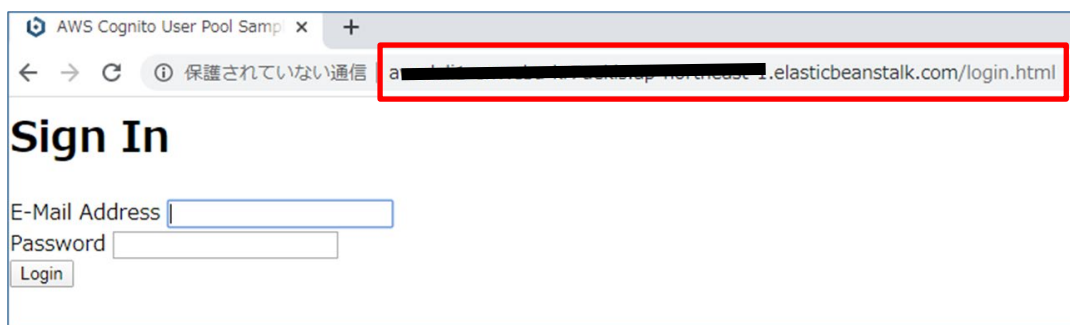 AWS Cognito User Pool Samp
保護されていない通信 .elasticbeanstalk.com/login.html
Sign In
E-Mail Address
Password
Login